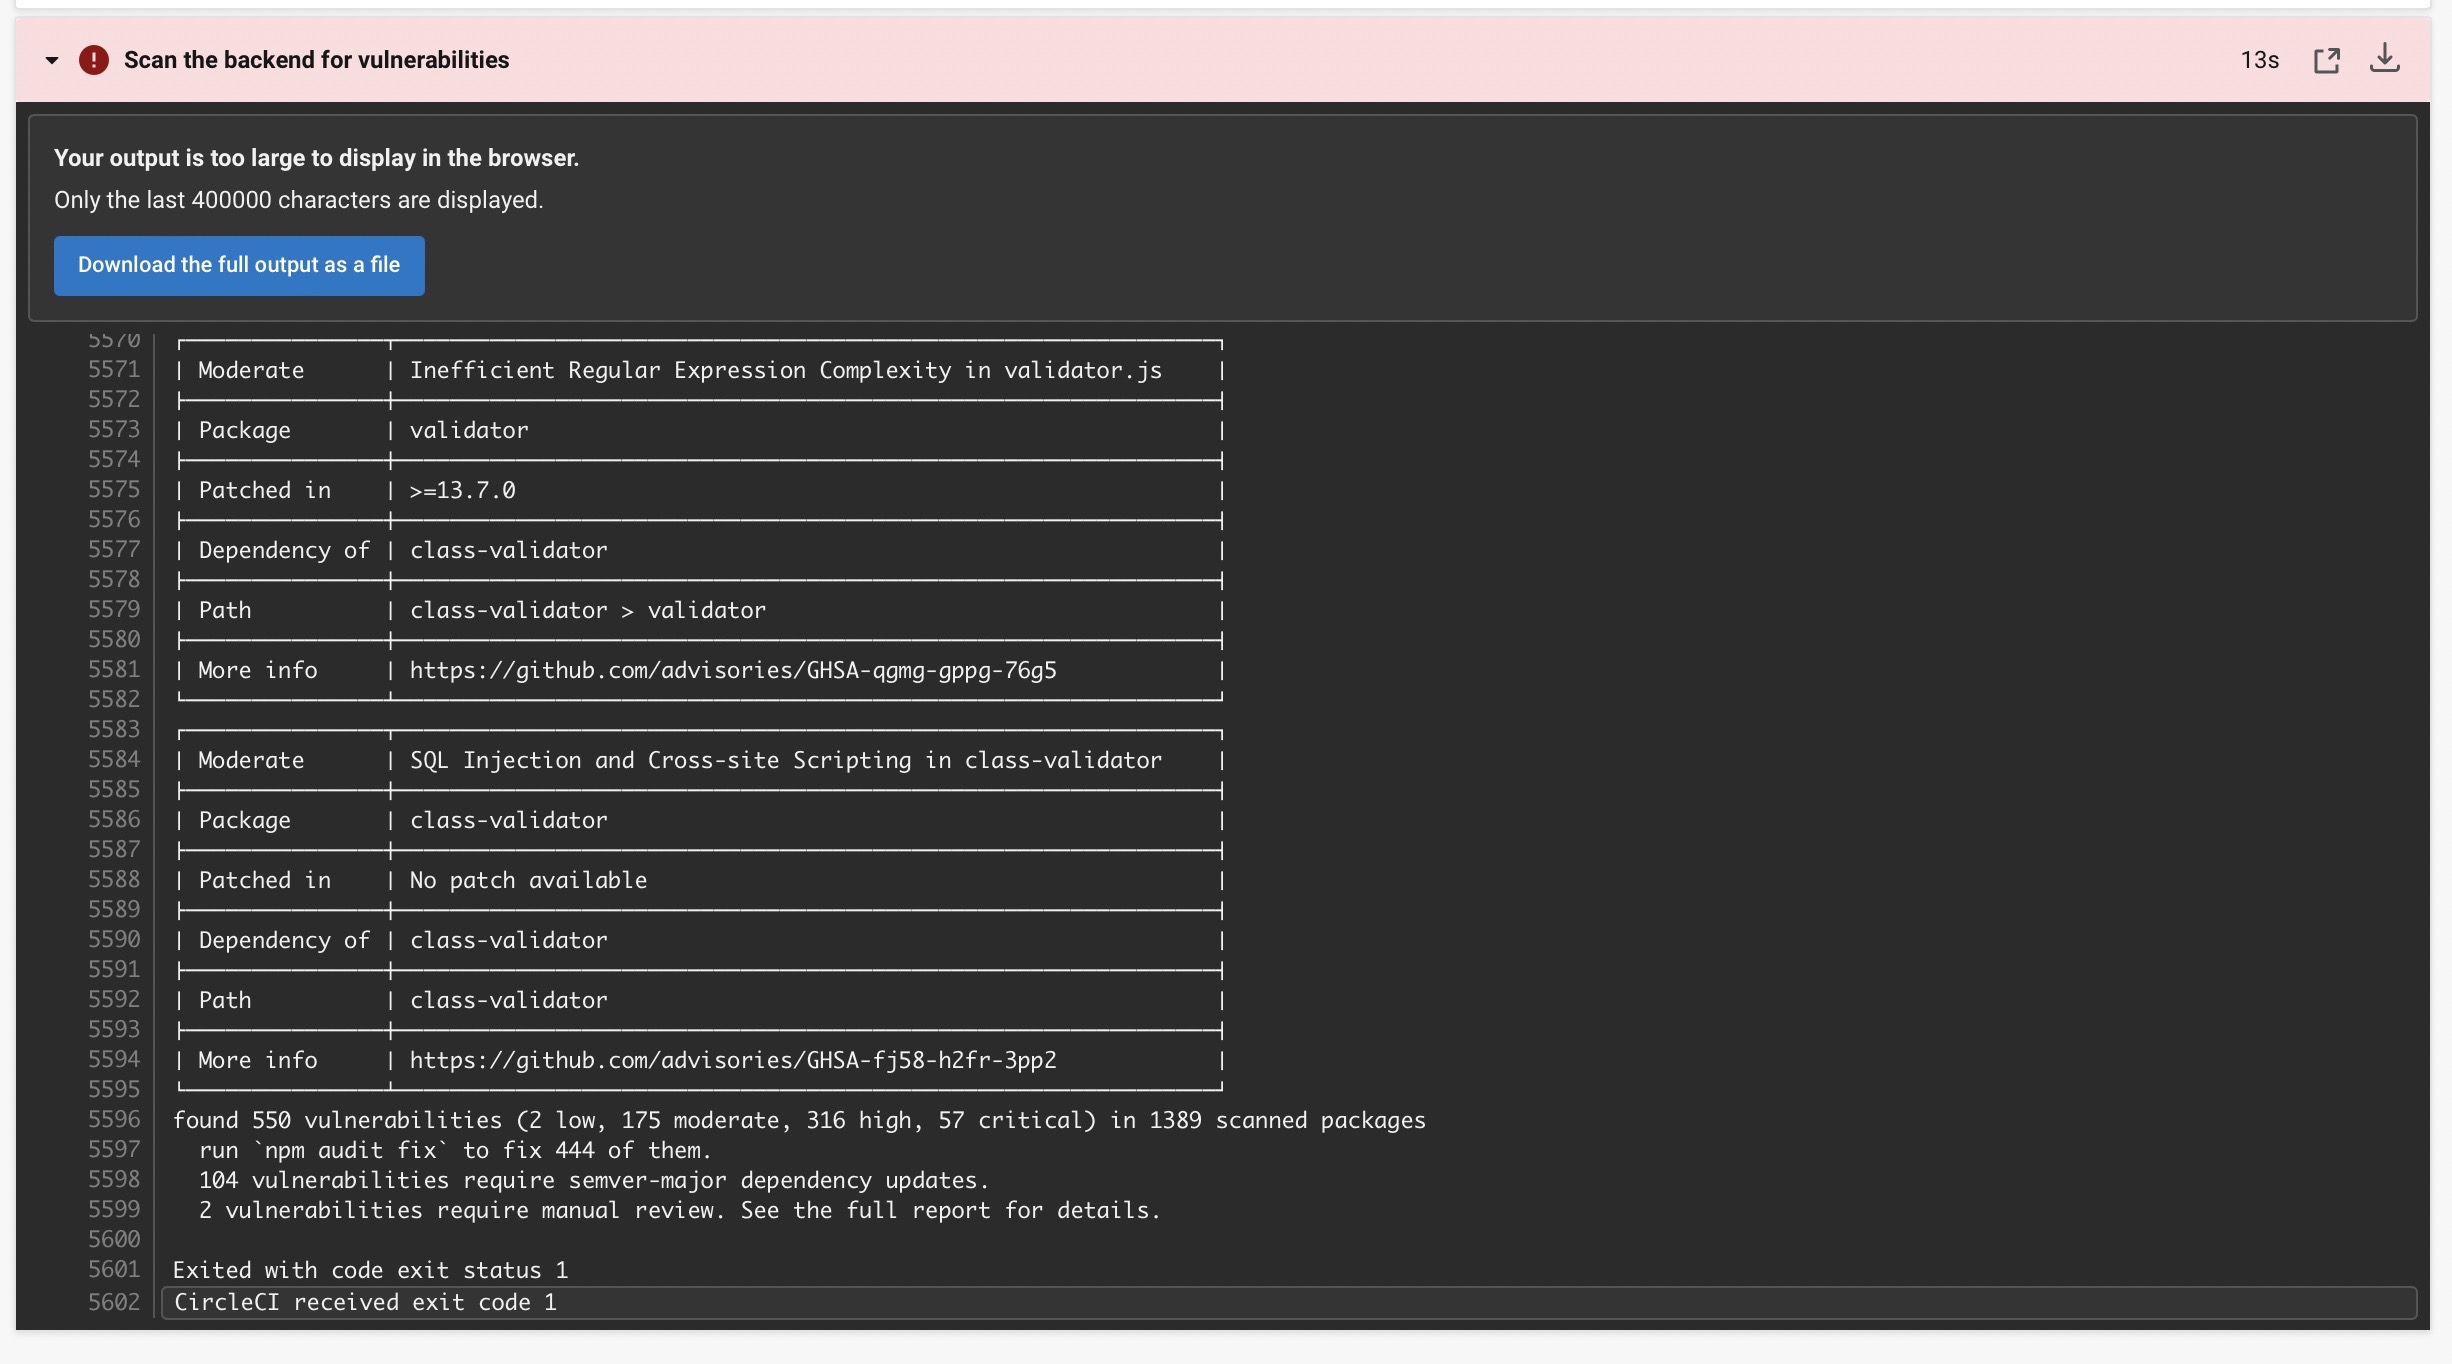 Scan the backend for vulnerabilities 13s
Your output is too large to display in the browser.
Only the last 400000 characters are displayed.
Download the full output as a file
5570
5571 | Moderate | Inefficient Regular Expression Complexity in validator.js |
5572
5573 | Package | validator |
5574
5575 | Patched in | >=13.7.0 |
5576
5577 | Dependency of | class-validator |
5578
5579 | Path | class-validator > validator |
5580
5581 | More info | https://github.com/advisories/GHSA-qgmg-gppg-76g5 |
5582
5583
5584 | Moderate | SQL Injection and Cross-site Scripting in class-validator |
5585
5586 | Package | class-validator |
5587
5588 | Patched in | No patch available |
5589
5590 | Dependency of | class-validator |
5591
5592 | Path | class-validator |
5593
5594 | More info | https://github.com/advisories/GHSA-fj58-h2fr-3pp2 |
5595
5596 found 550 vulnerabilities (2 low, 175 moderate, 316 high, 57 critical) in 1389 scanned packages
5597 run `npm audit fix` to fix 444 of them.
5598 104 vulnerabilities require semver-major dependency updates.
5599 2 vulnerabilities require manual review. See the full report for details.
5600
5601 Exited with code exit status 1
5602 CircleCI received exit code 1